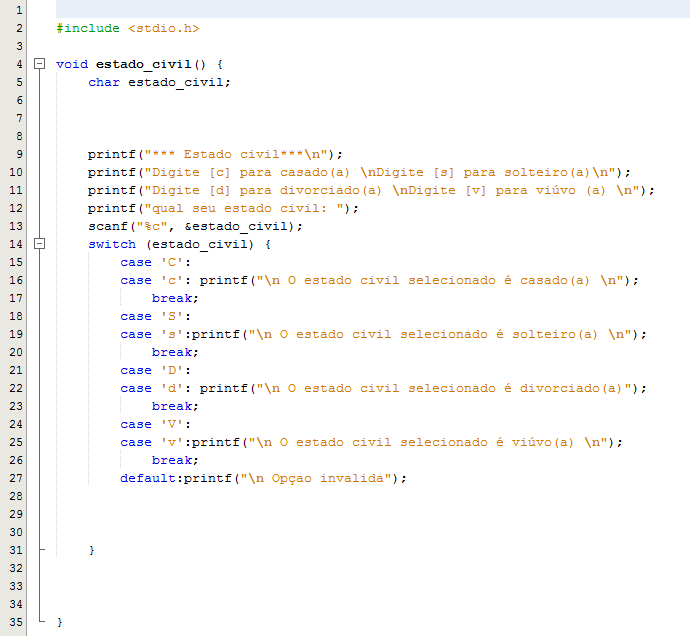 1
2 #include <stdio.h>
3
4 void estado_civil() {
5 char estado_civil;
6
7
8
9 printf("*** Estado civil***\n");
10 printf("Digite [c] para casado(a) \nDigite [s] para solteiro(a)\n");
11 printf("Digite [d] para divorciado(a) \nDigite [v] para viúvo (a) \n");
12 printf("qual seu estado civil: ");
13 scanf("%c", &estado_civil);
14 switch (estado_civil) {
15 case 'C':
16 case 'c': printf("\n O estado civil selecionado é casado(a) \n");
17 break;
18 case 'S':
19 case 's':printf("\n O estado civil selecionado é solteiro(a) \n");
20 break;
21 case 'D':
22 case 'd': printf("\n O estado civil selecionado é divorciado(a)");
23 break;
24 case 'V':
25 case 'v':printf("\n O estado civil selecionado é viúvo(a) \n");
26 break;
27 default:printf("\n Opçao invalida");
28
29
30
31 }
32
33
34
35 }